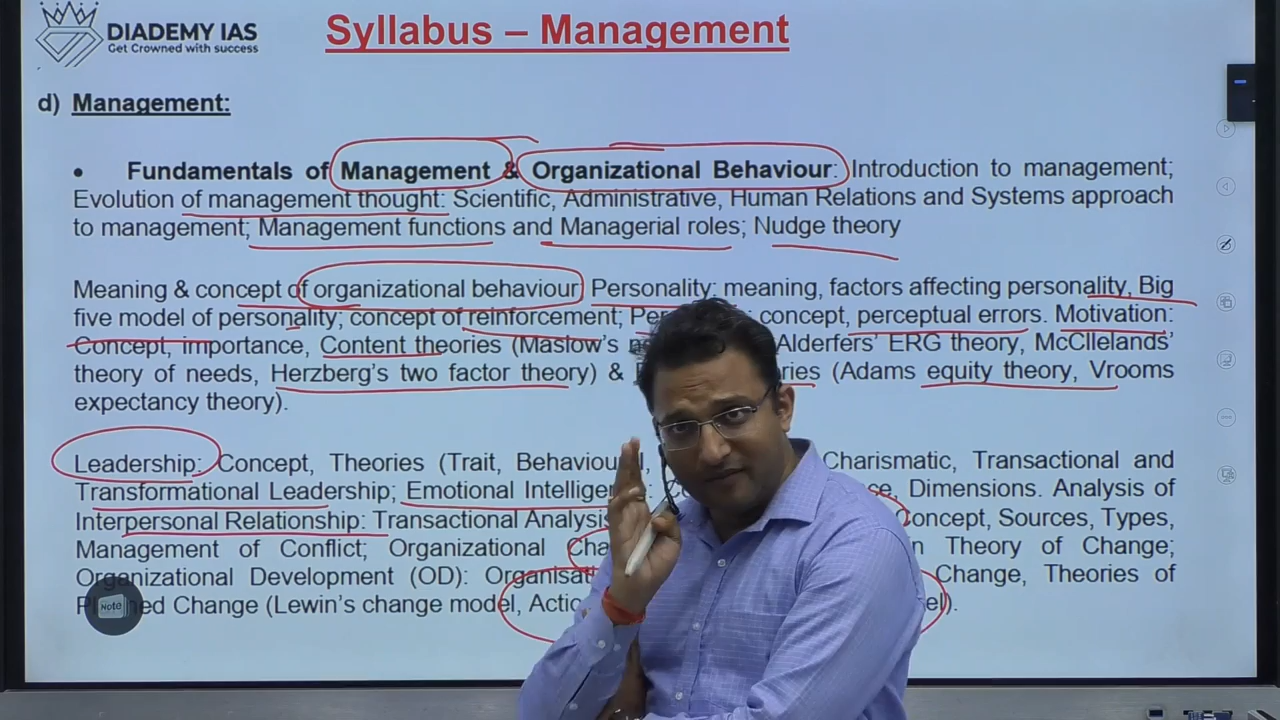 DIADEMY IAS
Get Crowned with success
Syllabus – Management
d) Management:
• Fundamentals of Management & Organizational Behaviour: Introduction to management;
Evolution of management thought: Scientific, Administrative, Human Relations and Systems approach
to management; Management functions and Managerial roles; Nudge theory
Meaning & concept of organizational behaviour Personality: meaning, factors affecting personality, Big
five model of personality; concept of reinforcement; concept, perceptual errors. Motivation:
Concept, importance, Content theories (Maslow's Alderfers' ERG theory, McCllelands'
theory of needs, Herzberg's two factor theory) & (Adams equity theory, Vrooms
expectancy theory).
Leadership: Concept, Theories (Trait, Charismatic, Transactional and
Transformational Leadership; Emotional Dimensions. Analysis of
Interpersonal Relationship: Transactional Concept, Sources, Types,
Management of Conflict; Organizational Theory of Change;
Organizational Development (OD): Change, Theories of
Change (Lewin's change model,
Note